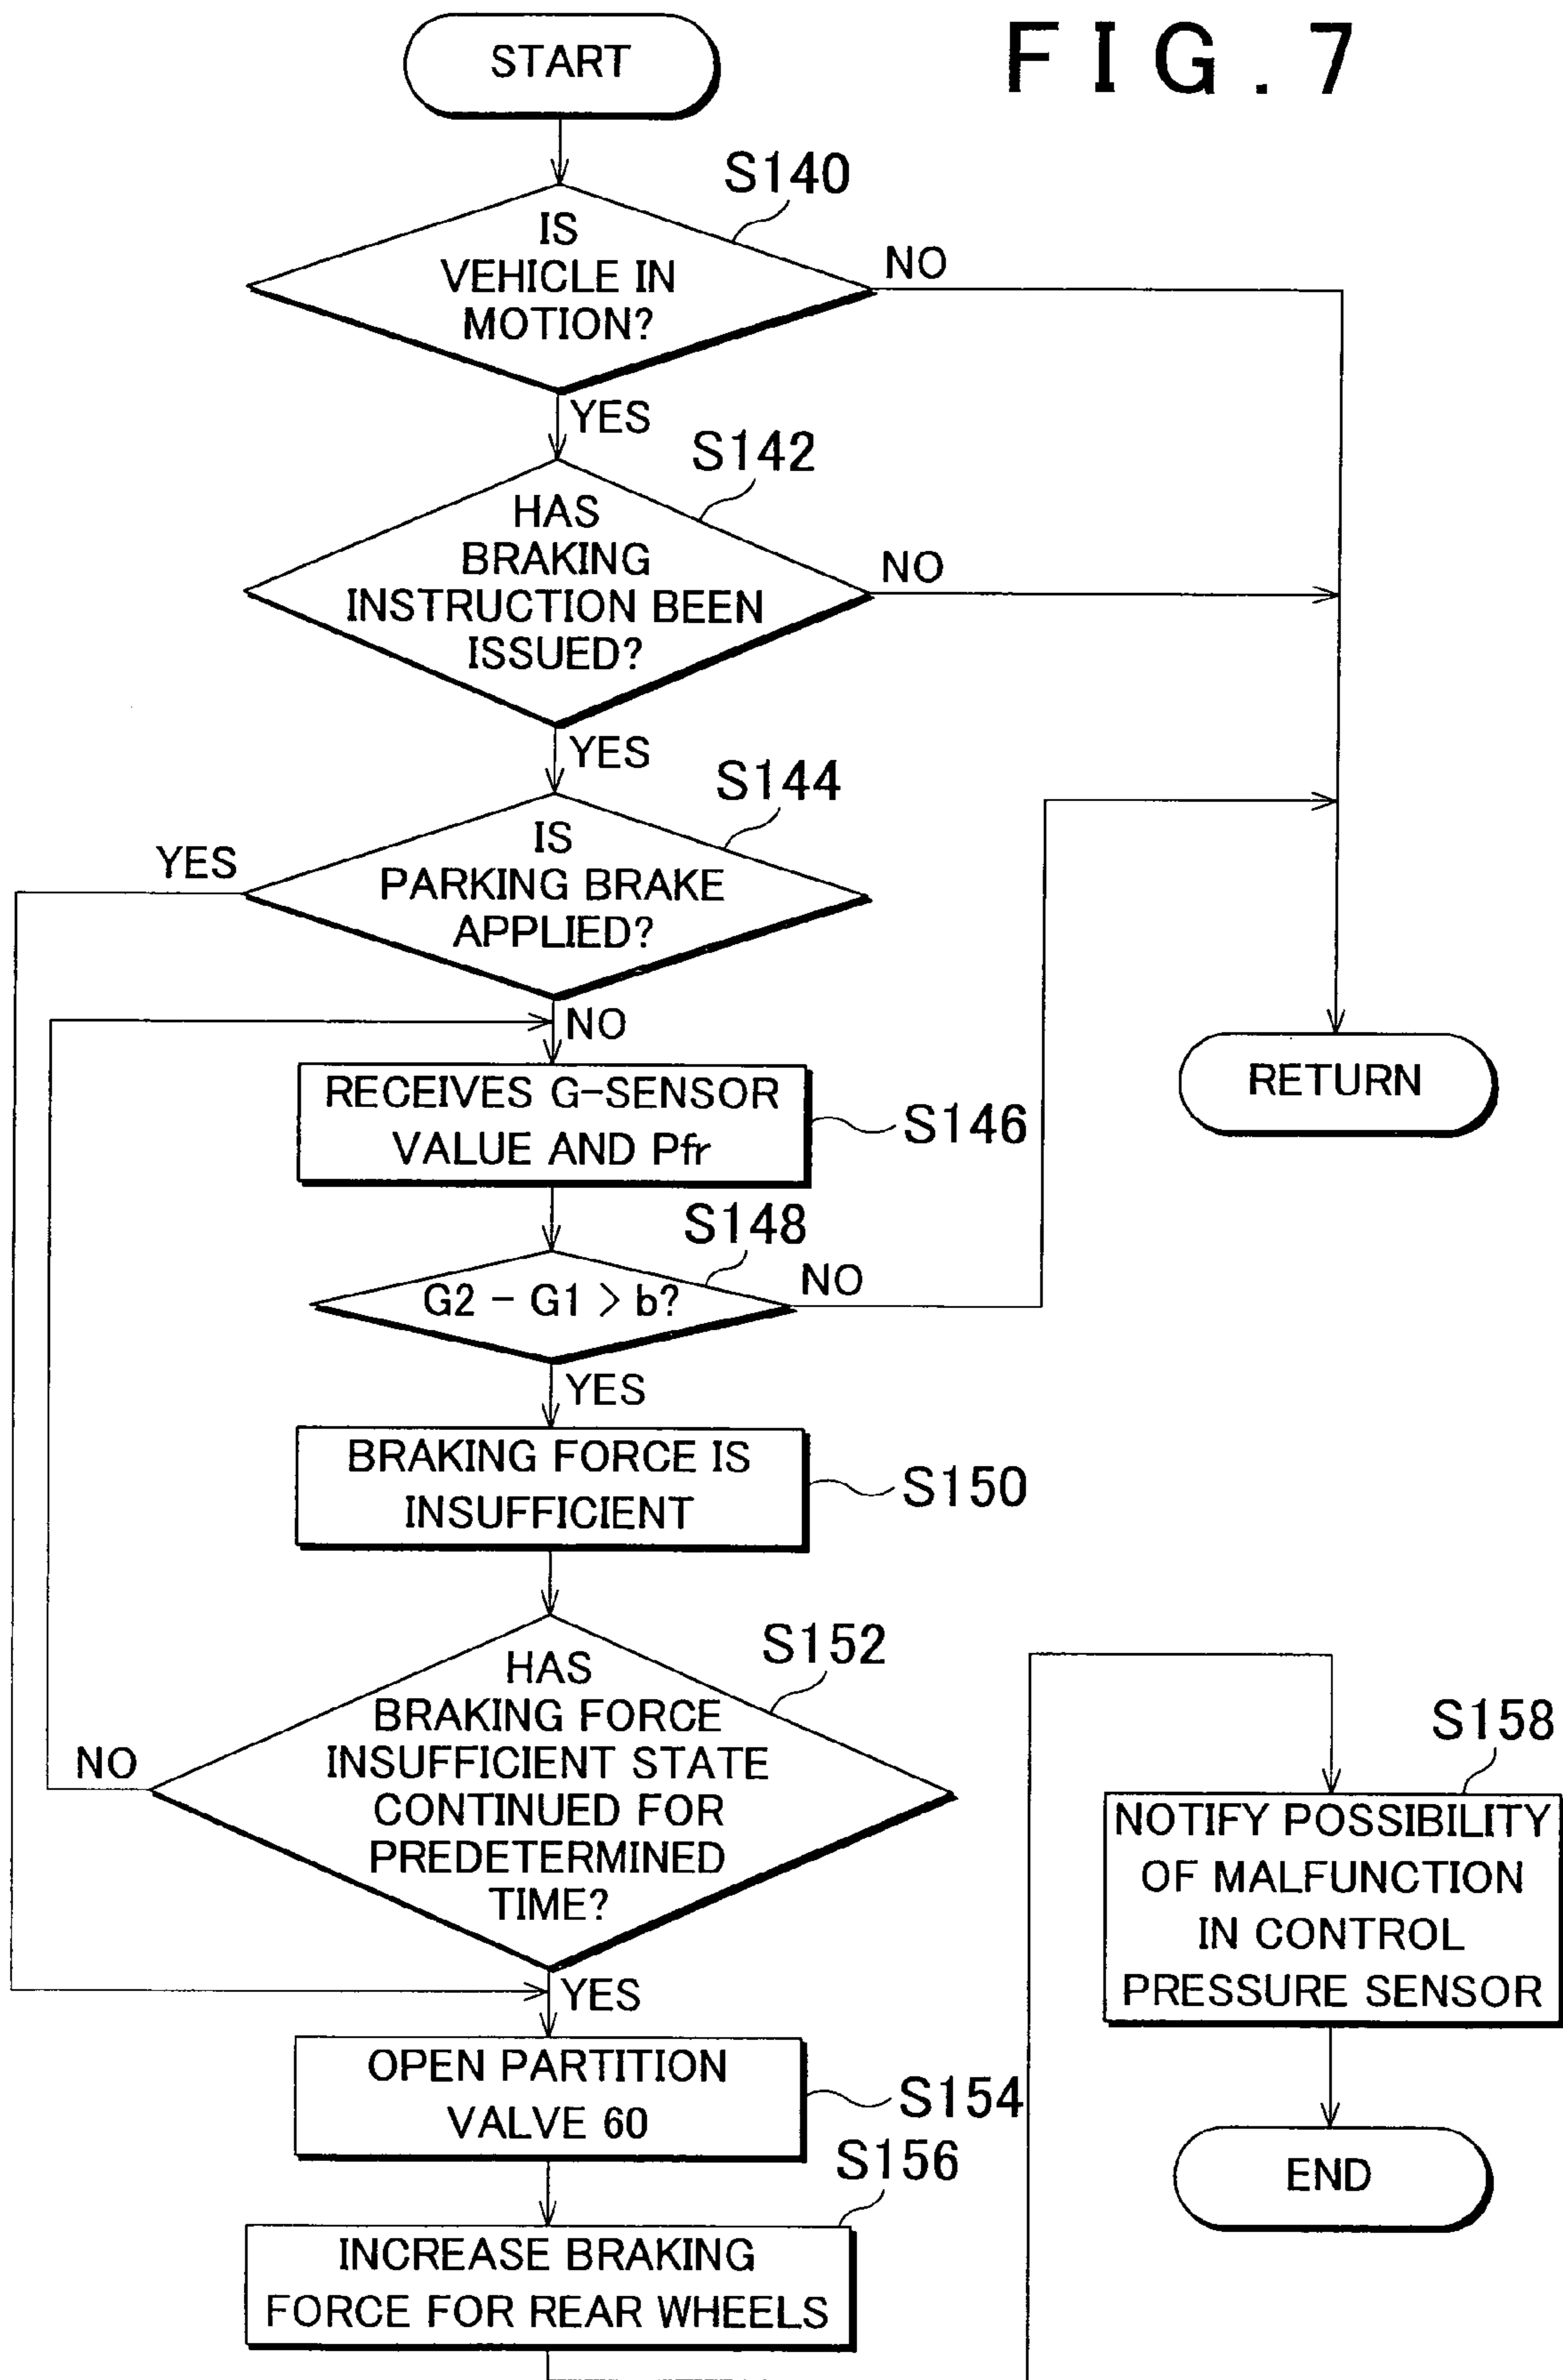 FIG. 7
START
S140
IS
VEHICLE IN
MOTION?
NO
YES
S142
HAS
BRAKING
INSTRUCTION BEEN
ISSUED?
NO
YES
S144
IS
PARKING BRAKE
APPLIED?
YES
NO
RECEIVES G-SENSOR
VALUE AND Pfr
S146
RETURN
S148
G2 - G1 > b?
NO
YES
BRAKING FORCE IS
INSUFFICIENT
S150
S152
HAS
BRAKING FORCE
INSUFFICIENT STATE
CONTINUED FOR
PREDETERMINED
TIME?
NO
YES
OPEN PARTITION
VALVE 60
S154
S156
INCREASE BRAKING
FORCE FOR REAR WHEELS
S158
NOTIFY POSSIBILITY
OF MALFUNCTION
IN CONTROL
PRESSURE SENSOR
END